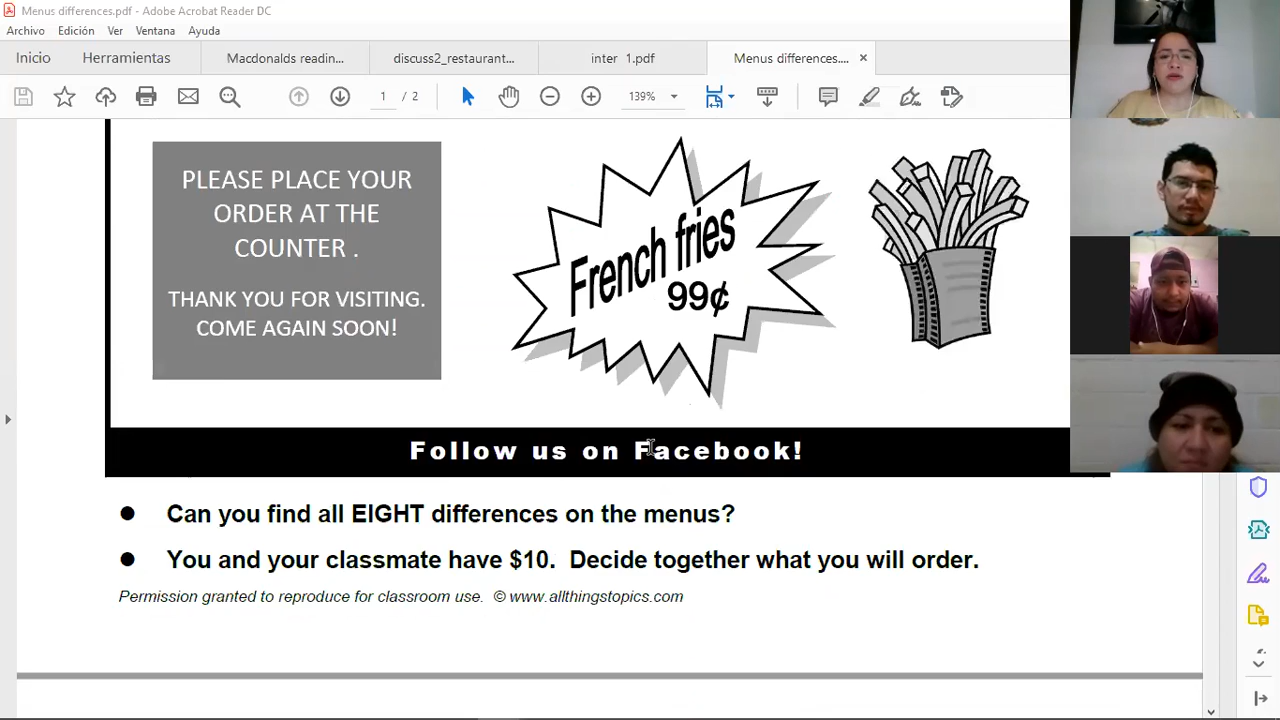 Menus differences.pdf - Adobe Acrobat Reader DC
Archivo Edición Ver Ventana Ayuda
Inicio Herramientas Macdonalds readin... discuss2_restaurant... inter 1.pdf Menus differences.... ×
1 / 2 139%
PLEASE PLACE YOUR
ORDER AT THE
COUNTER .
THANK YOU FOR VISITING.
COME AGAIN SOON!
French fries
99¢
Follow us on Facebook!
● Can you find all EIGHT differences on the menus?
● You and your classmate have $10. Decide together what you will order.
Permission granted to reproduce for classroom use. © www.allthingstopics.com